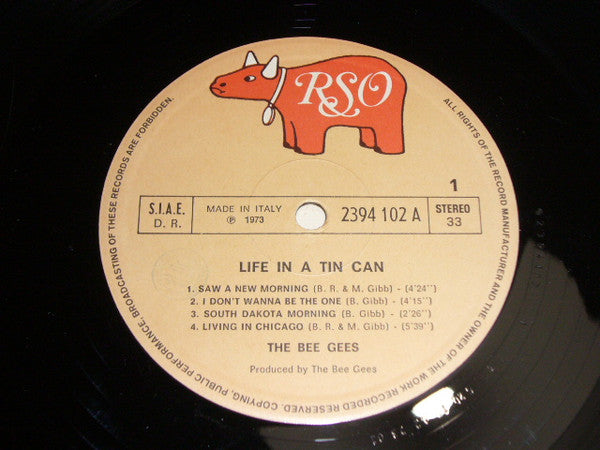 RSO
1
S.I.A.E.
D. R.
MADE IN ITALY
℗ 1973
2394 102 A
STEREO
33
LIFE IN A TIN CAN
1. SAW A NEW MORNING (B. R. & M. Gibb) - (4'24'')
2. I DON'T WANNA BE THE ONE (B. Gibb) - (4'15'')
3. SOUTH DAKOTA MORNING (B. Gibb) - (2'26'')
4. LIVING IN CHICAGO (B. R. & M. Gibb) - (5'39'')
THE BEE GEES
Produced by The Bee Gees
ALL RIGHTS OF THE RECORD MANUFACTURER AND OF THE OWNER OF THE WORK RECORDED RESERVED. COPYING, PUBLIC PERFORMANCE, BROADCASTING OF THESE RECORDS ARE FORBIDDEN.